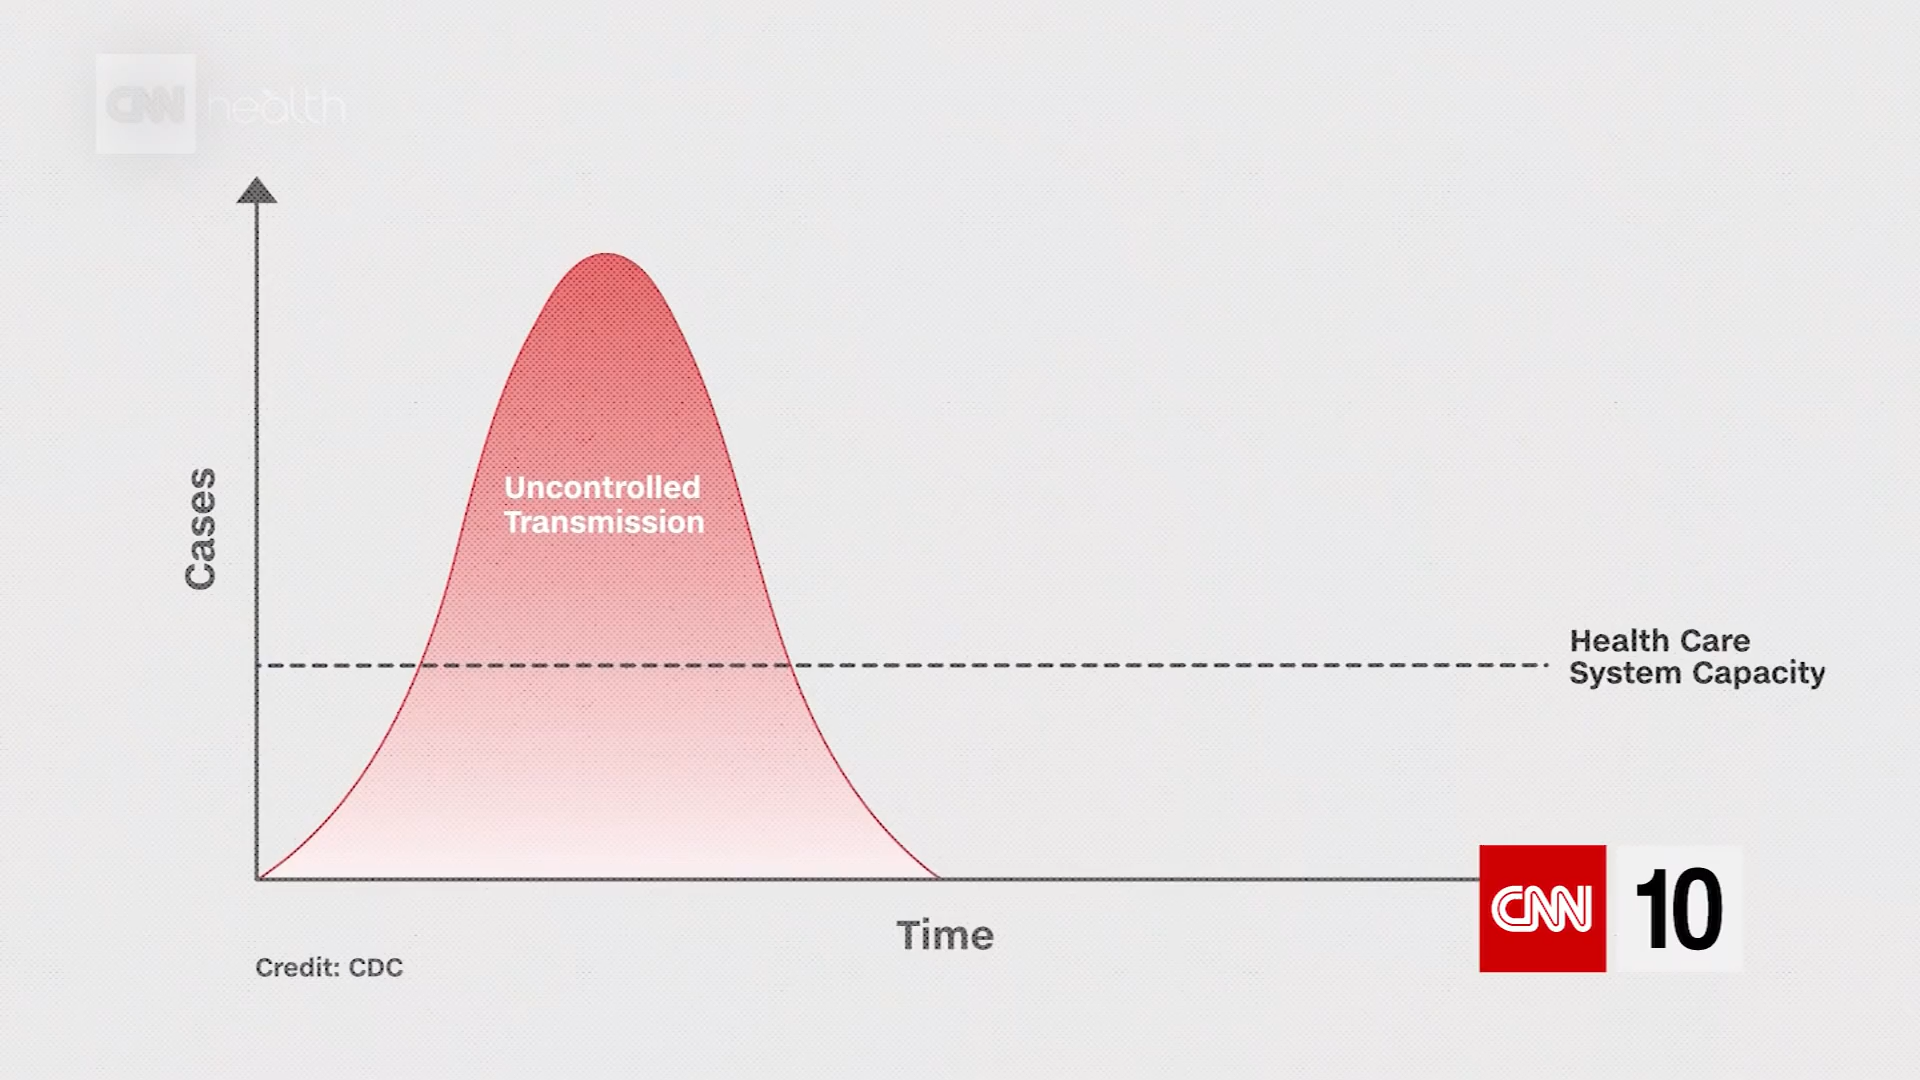 CNN health
Cases
Uncontrolled
Transmission
Health Care
System Capacity
Time
Credit: CDC
CNN 10